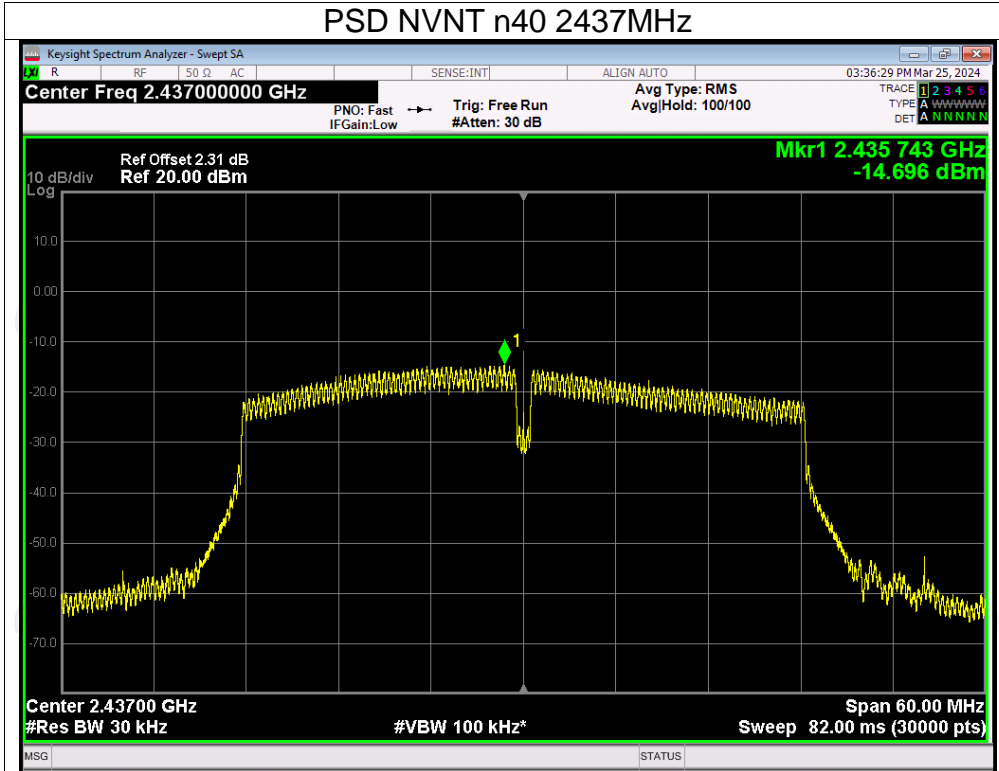 PSD NVNT n40 2437MHz
Keysight Spectrum Analyzer - Swept SA
LXI R RF 50 Ω AC SENSE:INT ALIGN AUTO 03:36:29 PM Mar 25, 2024
Center Freq 2.437000000 GHz
PNO: Fast
IFGain:Low
Trig: Free Run
#Atten: 30 dB
Avg Type: RMS
Avg|Hold: 100/100
TRACE 1 2 3 4 5 6
TYPE A WWWWW
DET A N N N N N
Mkr1 2.435 743 GHz
-14.696 dBm
Ref Offset 2.31 dB
10 dB/div Ref 20.00 dBm
Log
10.0
0.00
1
-10.0
-20.0
-30.0
-40.0
-50.0
-60.0
-70.0
Center 2.43700 GHz Span 60.00 MHz
#Res BW 30 kHz #VBW 100 kHz* Sweep 82.00 ms (30000 pts)
MSG STATUS